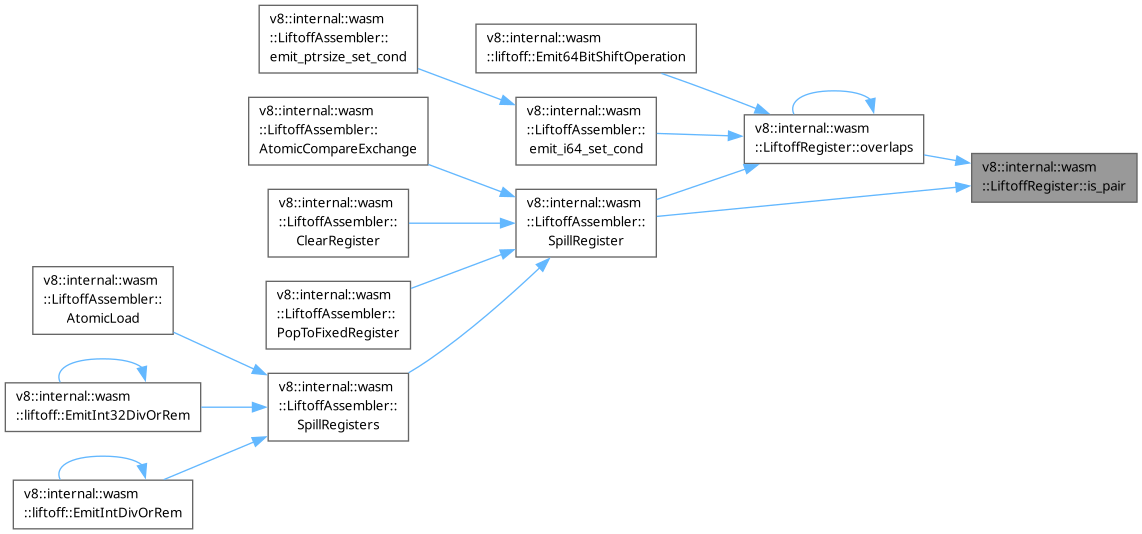 v8::internal::wasm
::LiftoffAssembler::
emit_ptrsize_set_cond
v8::internal::wasm
::liftoff::Emit64BitShiftOperation
v8::internal::wasm
::LiftoffAssembler::
AtomicCompareExchange
v8::internal::wasm
::LiftoffAssembler::
emit_i64_set_cond
v8::internal::wasm
::LiftoffRegister::overlaps
v8::internal::wasm
::LiftoffRegister::is_pair
v8::internal::wasm
::LiftoffAssembler::
ClearRegister
v8::internal::wasm
::LiftoffAssembler::
SpillRegister
v8::internal::wasm
::LiftoffAssembler::
AtomicLoad
v8::internal::wasm
::LiftoffAssembler::
PopToFixedRegister
v8::internal::wasm
::liftoff::EmitInt32DivOrRem
v8::internal::wasm
::LiftoffAssembler::
SpillRegisters
v8::internal::wasm
::liftoff::EmitIntDivOrRem